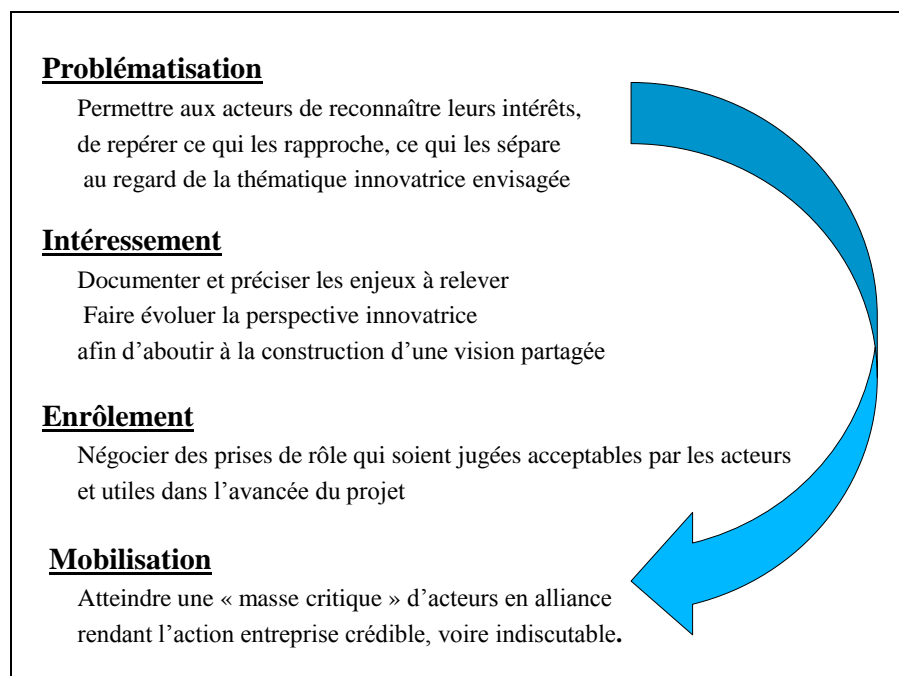 Problématisation
Permettre aux acteurs de reconnaître leurs intérêts,
de repérer ce qui les rapproche, ce qui les sépare
au regard de la thématique innovatrice envisagée
Intéressement
Documenter et préciser les enjeux à relever
Faire évoluer la perspective innovatrice
afin d’aboutir à la construction d’une vision partagée
Enrôlement
Négocier des prises de rôle qui soient jugées acceptables par les acteurs
et utiles dans l’avancée du projet
Mobilisation
Atteindre une « masse critique » d’acteurs en alliance
rendant l’action entreprise crédible, voire indiscutable.